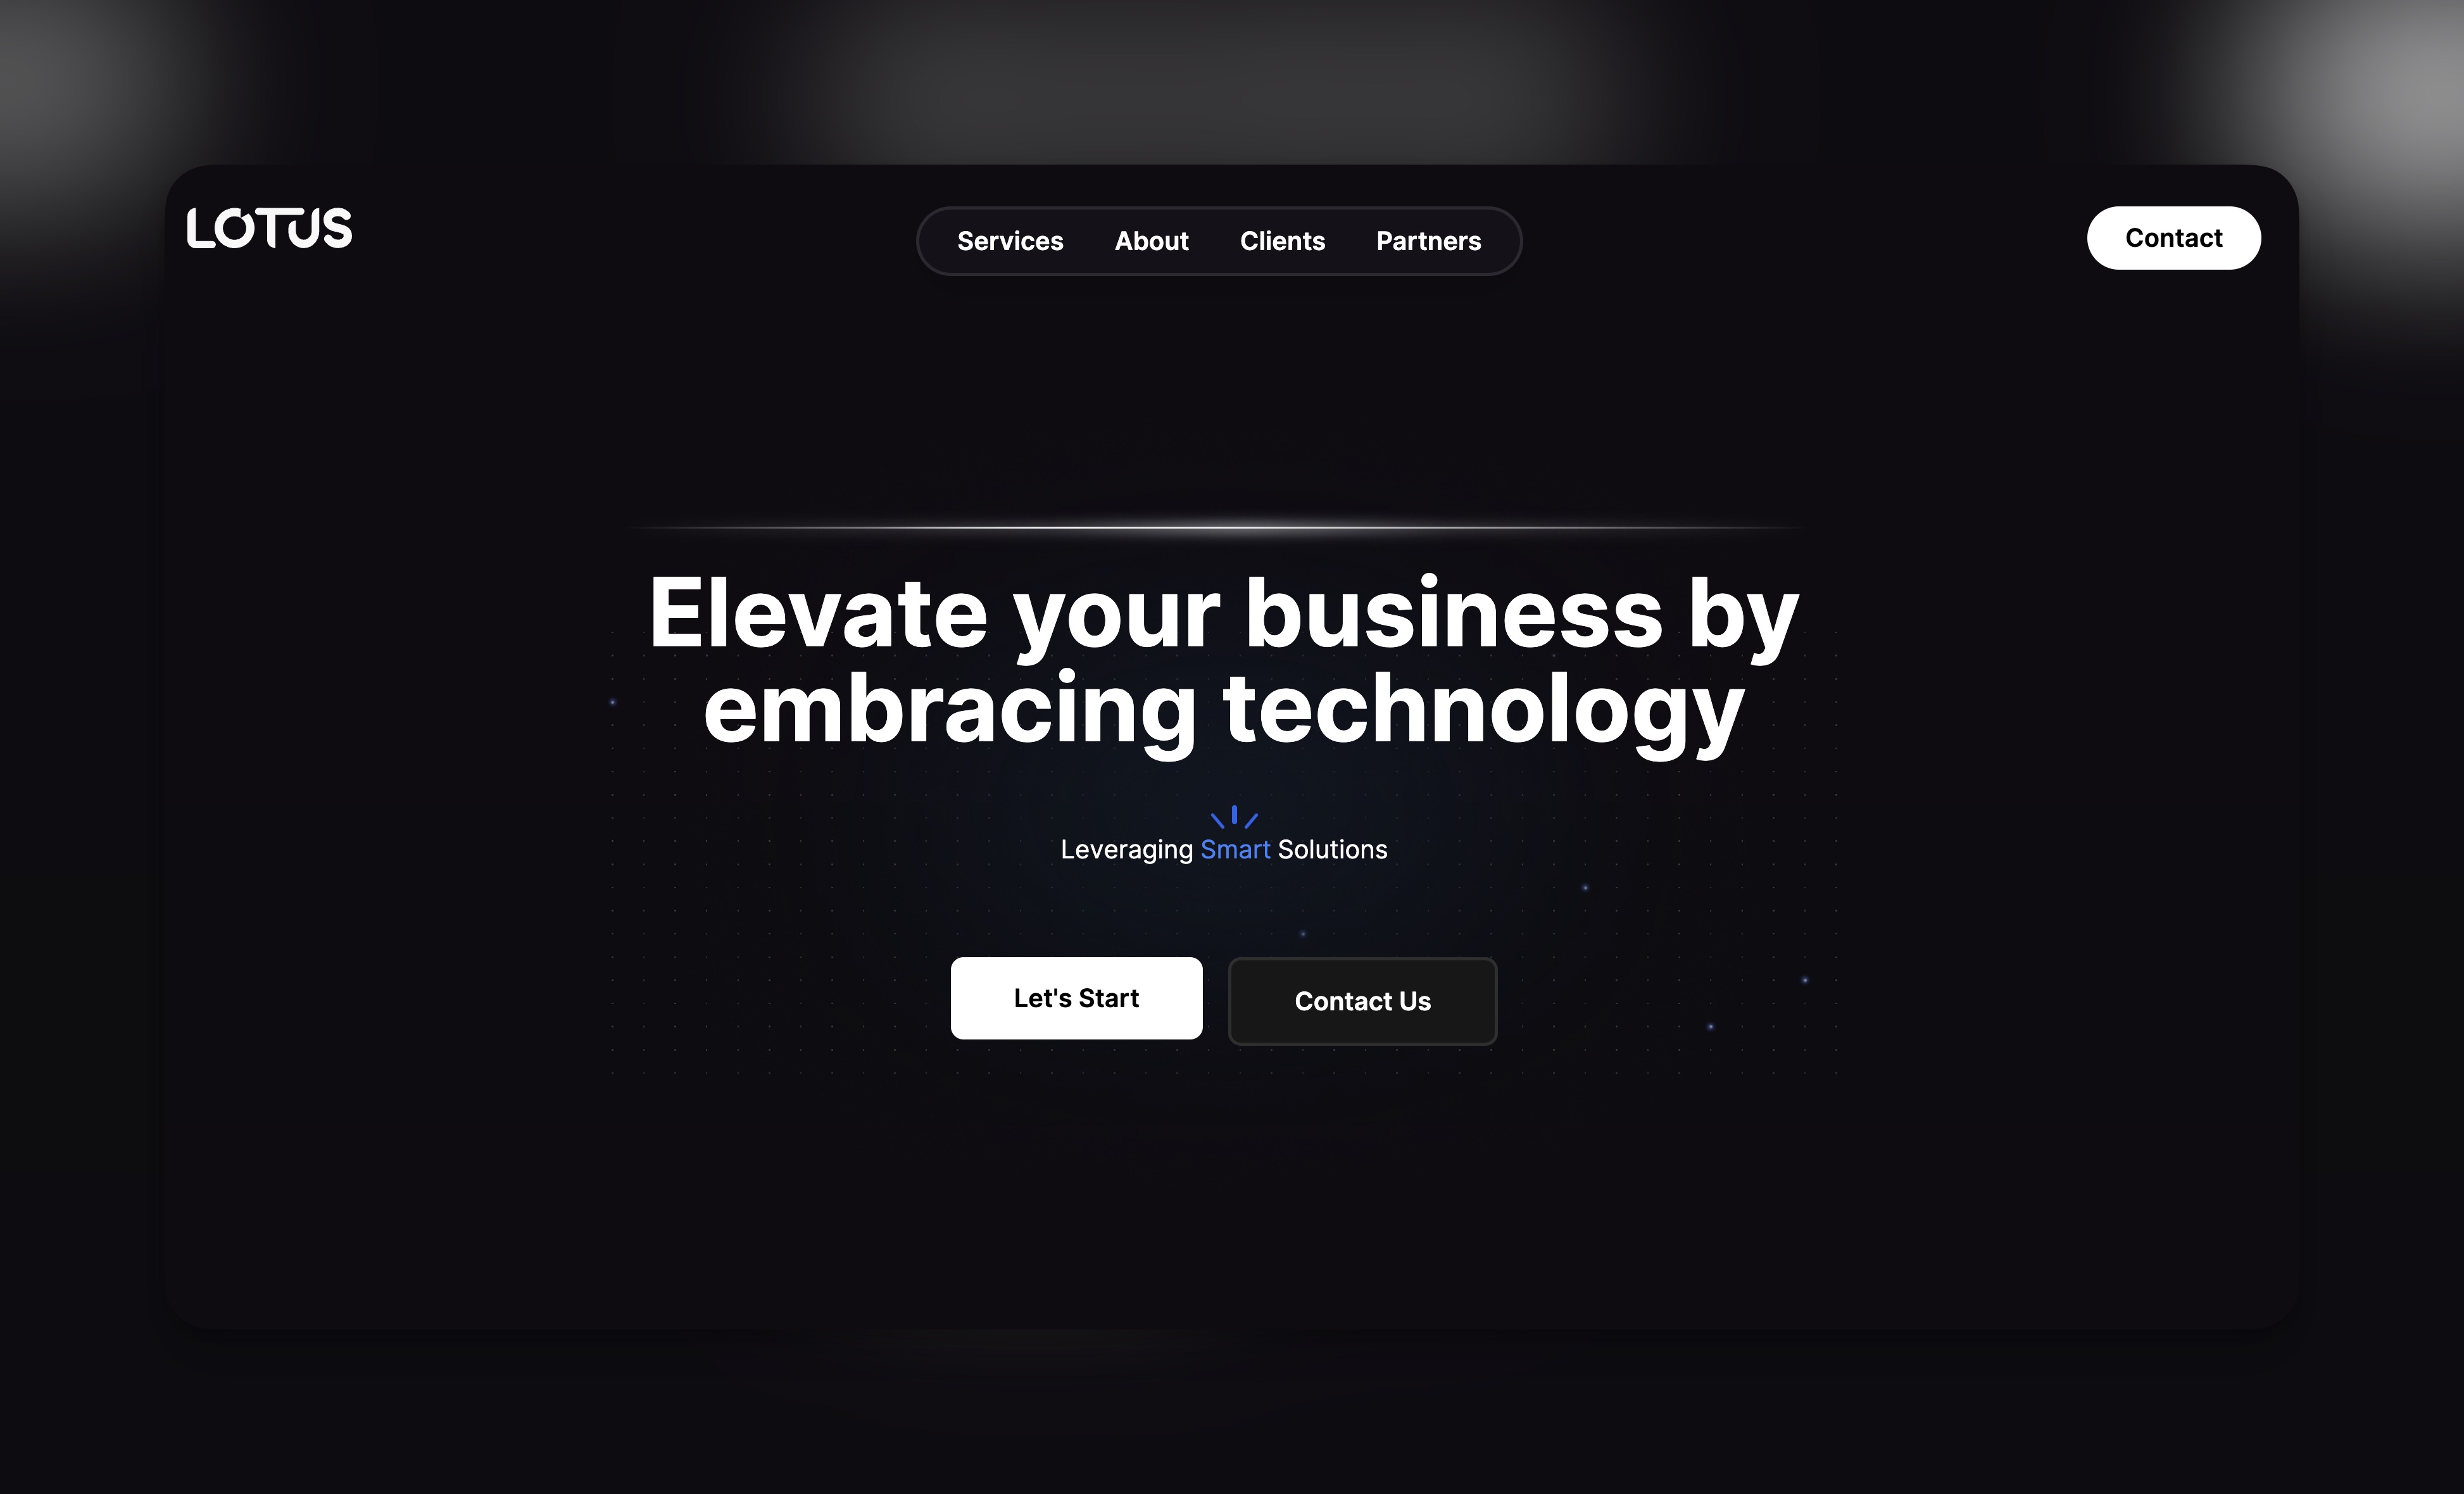 LOTUS
Services About Clients Partners
Contact
Elevate your business by
embracing technology
Leveraging Smart Solutions
Let's Start
Contact Us